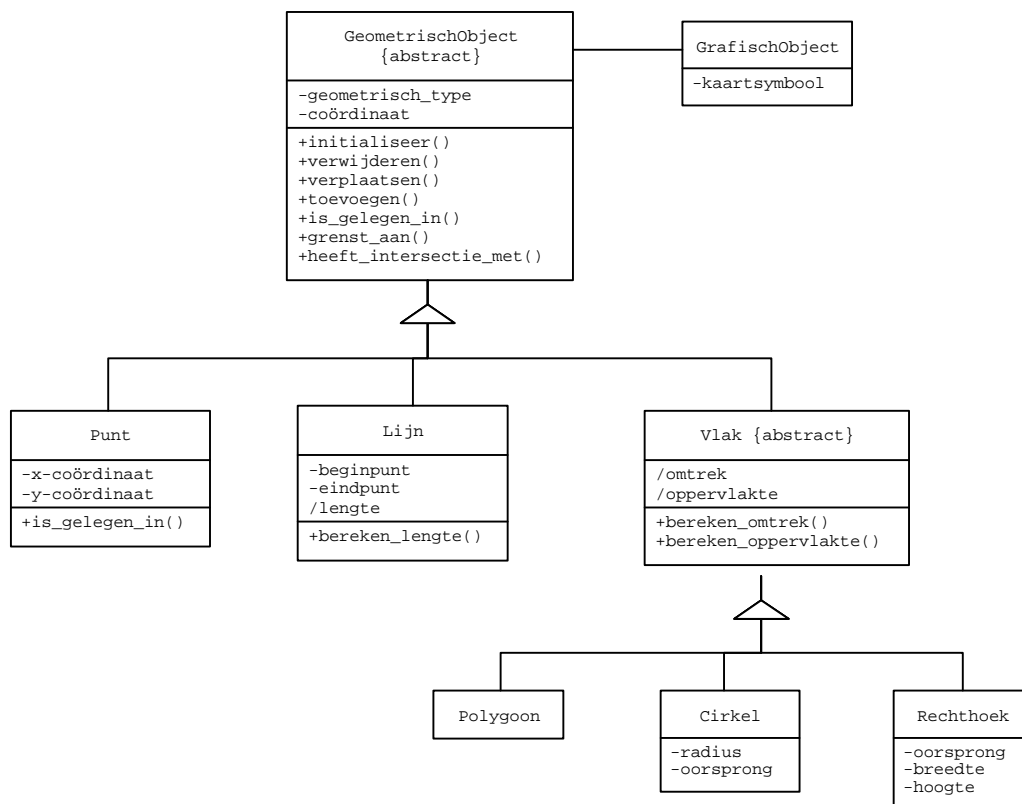 GeometrischObject
{abstract}
-geometrisch_type
-coördinaat
+initialiseer()
+verwijderen()
+verplaatsen()
+toevoegen()
+is_gelegen_in()
+grenst_aan()
+heeft_intersectie_met()
GrafischObject
-kaartsymbool
Punt
-x-coördinaat
-y-coördinaat
+is_gelegen_in()
Lijn
-beginpunt
-eindpunt
/lengte
+bereken_lengte()
Vlak {abstract}
/omtrek
/oppervlakte
+bereken_omtrek()
+bereken_oppervlakte()
Polygoon
Cirkel
-radius
-oorsprong
Rechthoek
-oorsprong
-breedte
-hoogte